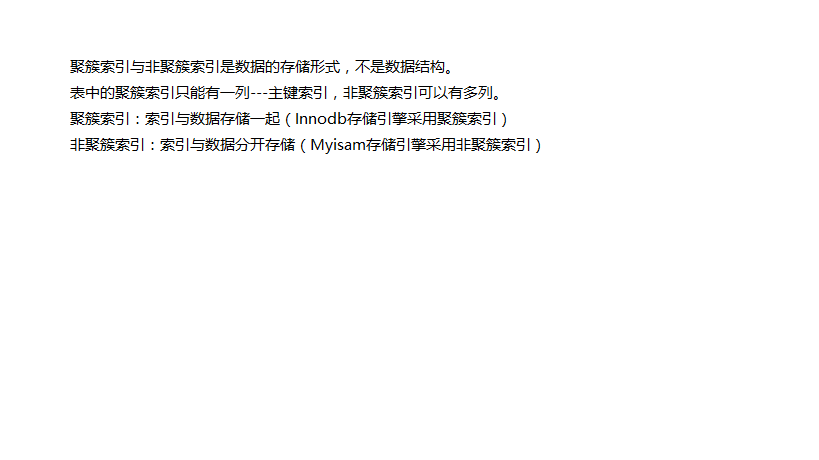 聚簇索引与非聚簇索引是数据的存储形式，不是数据结构。
表中的聚簇索引只能有一列---主键索引，非聚簇索引可以有多列。
聚簇索引：索引与数据存储一起（Innodb存储引擎采用聚簇索引）
非聚簇索引：索引与数据分开存储（Myisam存储引擎采用非聚簇索引）